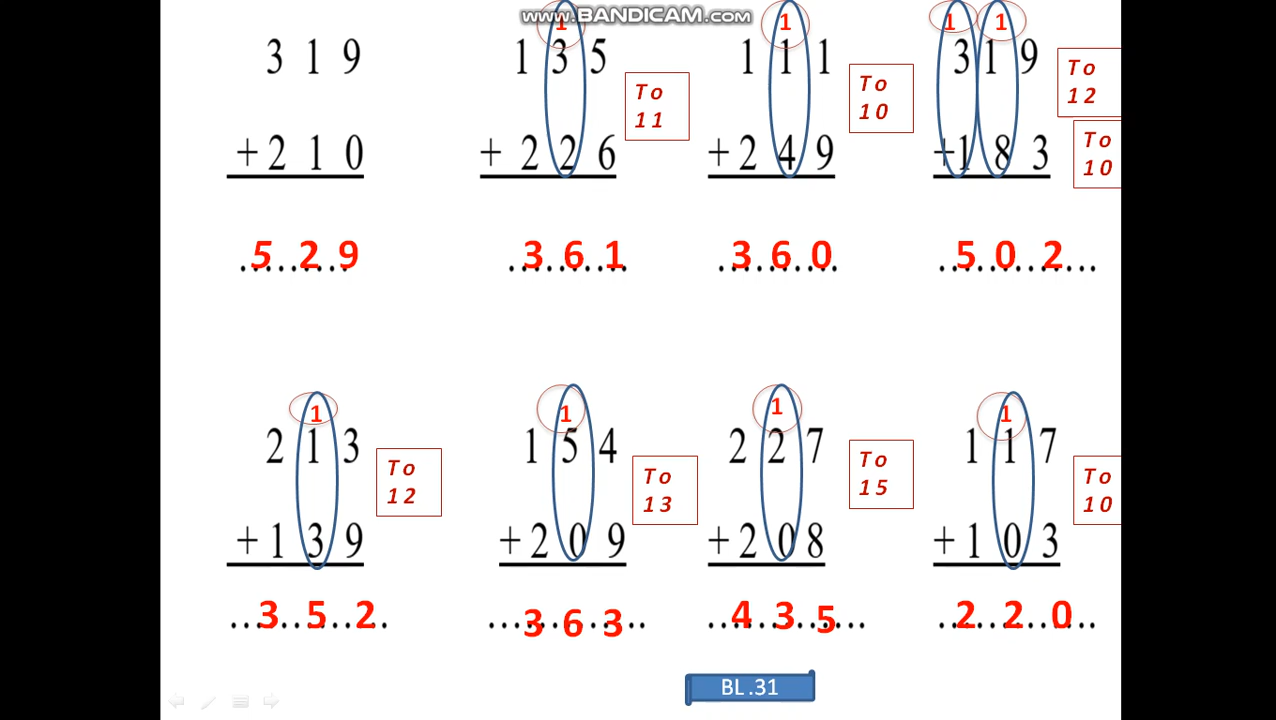 www.BANDICAM.com
1 1 1 1
3 1 9 1 3 5 1 1 1 3 1 9
To 11
To 10
To 12
+ 2 1 0 + 2 2 6 + 2 4 9 +1 8 3
To 10
5 2 9 3 6 1 3 6 0 5 0 2
1 1 1 1
2 1 3 1 5 4 2 2 7 1 1 7
To 12
To 13
To 15
To 10
+ 1 3 9 + 2 0 9 + 2 0 8 + 1 0 3
3 5 2 3 6 3 4 3 5 2 2 0
BL .31